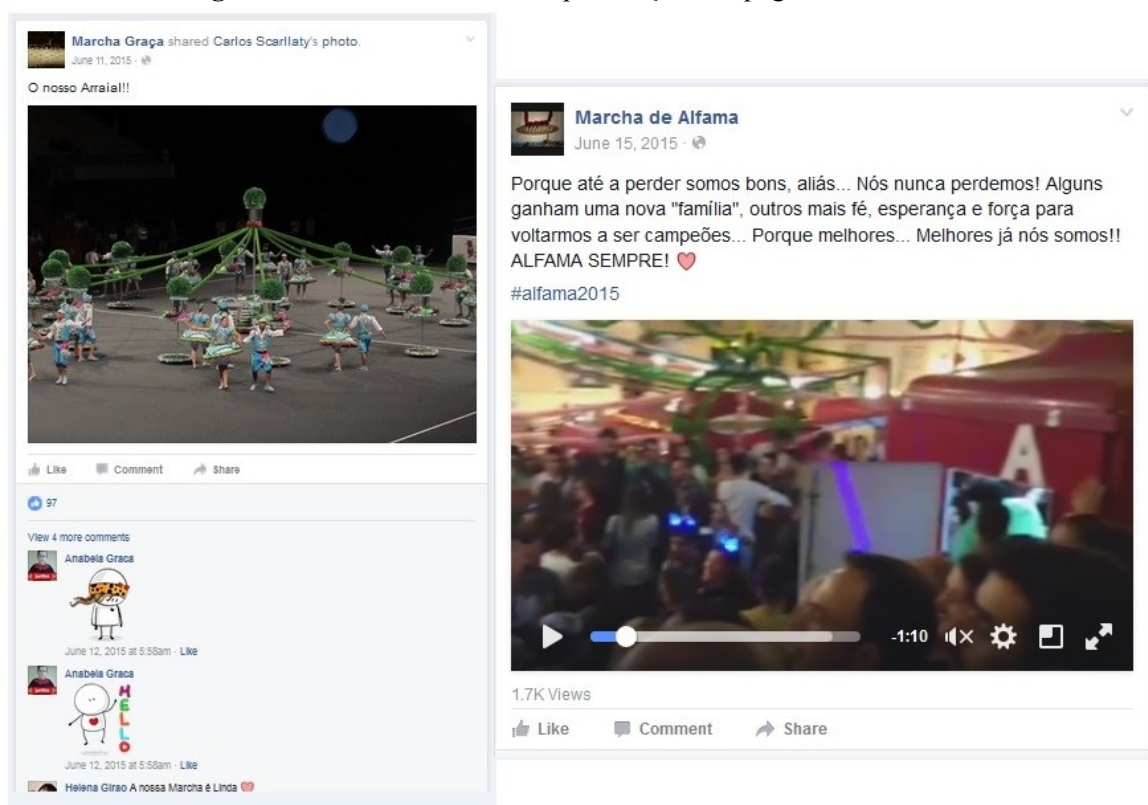 Marcha Graça shared Carlos Scarllaty's photo.
June 11, 2015 ·
O nosso Arraial!!
Like Comment Share
97
View 4 more comments
Anabela Graca
June 12, 2015 at 5:58am · Like
Anabela Graca
HELLO
June 12, 2015 at 5:58am · Like
Helena Girao A nossa Marcha é Linda
Marcha de Alfama
June 15, 2015 ·
Porque até a perder somos bons, aliás... Nós nunca perdemos! Alguns
ganham uma nova "família", outros mais fé, esperança e força para
voltarmos a ser campeões... Porque melhores... Melhores já nós somos!!
ALFAMA SEMPRE!
#alfama2015
A
-1:10
1.7K Views
Like Comment Share